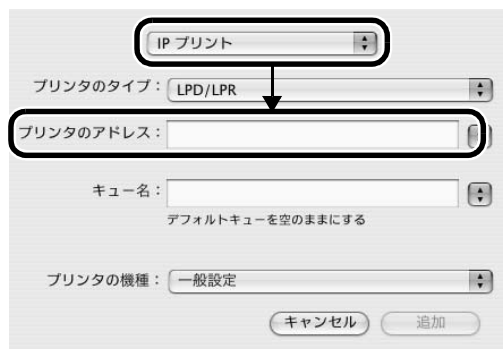 IP プリント
プリンタのタイプ： LPD/LPR
プリンタのアドレス：
キュー名：
デフォルトキューを空のままにする
プリンタの機種： 一般設定
キャンセル 追加